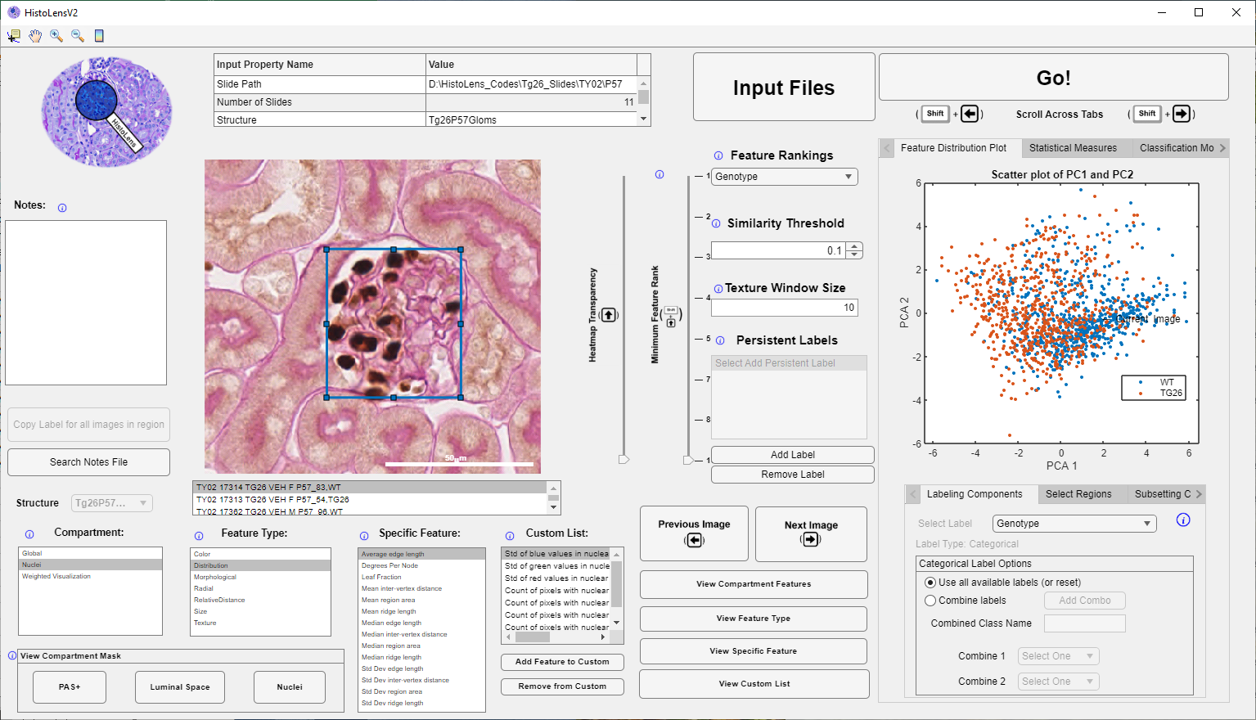 HistoLensV2
HistoLens
Input Property Name Value
Slide Path D:\HistoLens_Codes\Tg26_Slides\TY02\P57
Number of Slides 11
Structure Tg26P57Gloms
Input Files
Go!
( Shift + ) Scroll Across Tabs ( Shift + )
Notes:
Copy Label for all images in region
Search Notes File
Structure Tg26P57...
50μm
TY02 17314 TG26 VEH F P57_83,WT
TY02 17313 TG26 VEH F P57_54,TG26
TY02 17362 TG26 VEH M P57_96,WT
Heatmap Transparency
Minimum Feature Rank
1
2
3
4
5
7
8
1
Feature Rankings
Genotype
Similarity Threshold
0.1
Texture Window Size
10
Persistent Labels
Select Add Persistent Label
Add Label
Remove Label
Feature Distribution Plot Statistical Measures Classification Mo
Scatter plot of PC1 and PC2
6
4
2
0
-2
-4
-6
PCA 2
Current Image
WT
TG26
-6 -4 -2 0 2 4 6
PCA 1
Compartment:
Global
Nuclei
Weighted Visualization
Feature Type:
Color
Distribution
Morphological
Radial
RelativeDistance
Size
Texture
Specific Feature:
Average edge length
Degrees Per Node
Leaf Fraction
Mean inter-vertex distance
Mean region area
Mean ridge length
Median edge length
Median inter-vertex distance
Median region area
Median ridge length
Std Dev edge length
Std Dev inter-vertex distance
Std Dev region area
Std Dev ridge length
Custom List:
Std of blue values in nuclea
Std of green values in nucle
Std of red values in nuclear
Count of pixels with nuclear
Count of pixels with nuclear
Count of pixels with nuclear
Count of pixels with nuclear
Add Feature to Custom
Remove from Custom
View Compartment Mask
PAS+
Luminal Space
Nuclei
Previous Image
Next Image
View Compartment Features
View Feature Type
View Specific Feature
View Custom List
Labeling Components Select Regions Subsetting C
Select Label Genotype
Label Type: Categorical
Categorical Label Options
Use all available labels (or reset)
Combine labels Add Combo
Combined Class Name
Combine 1 Select One
Combine 2 Select One